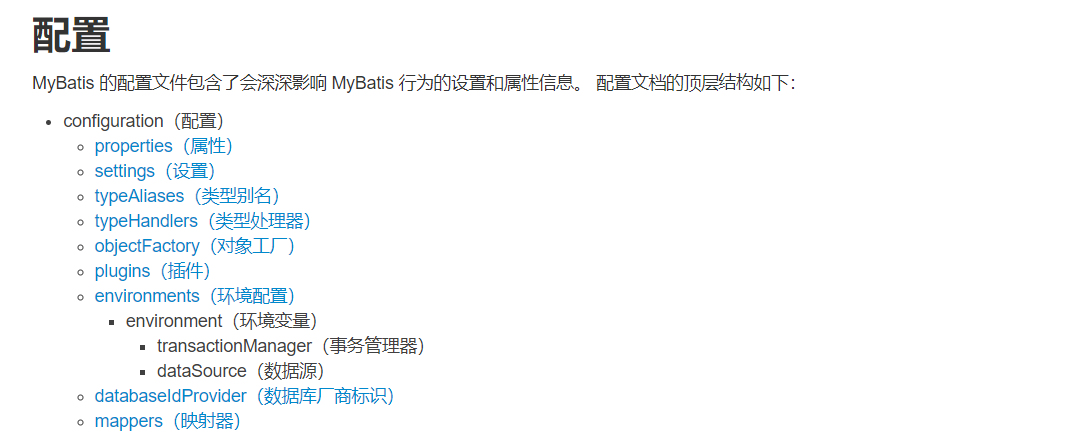 配置
MyBatis 的配置文件包含了会深深影响 MyBatis 行为的设置和属性信息。 配置文档的顶层结构如下：
configuration（配置）
properties（属性）
settings（设置）
typeAliases（类型别名）
typeHandlers（类型处理器）
objectFactory（对象工厂）
plugins（插件）
environments（环境配置）
environment（环境变量）
transactionManager（事务管理器）
dataSource（数据源）
databaseIdProvider（数据库厂商标识）
mappers（映射器）